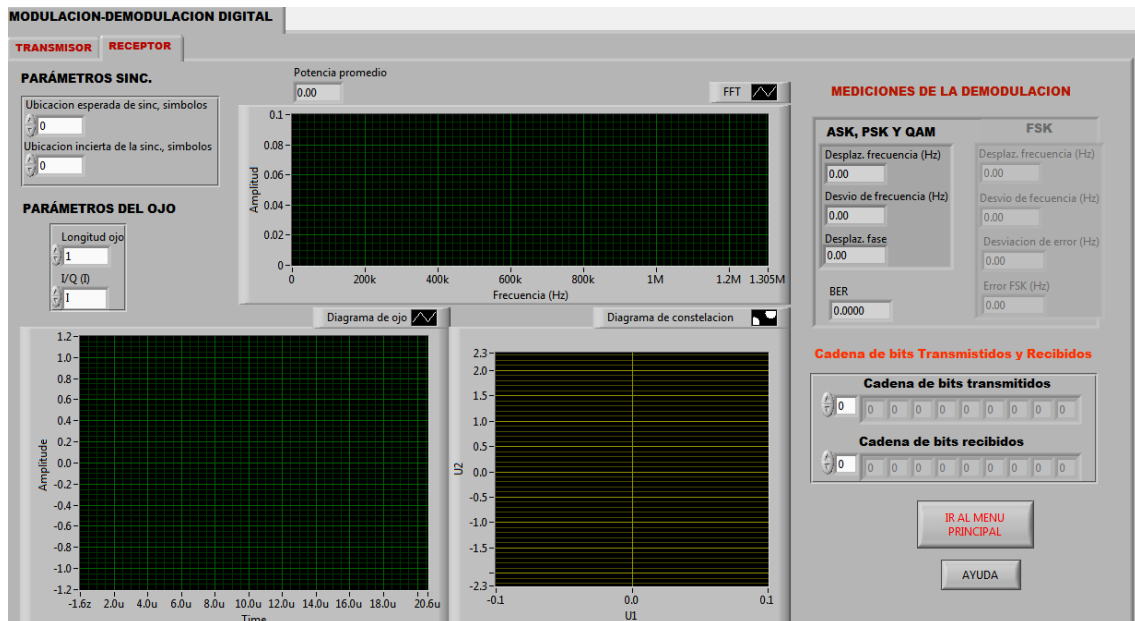 MODULACION-DEMODULACION DIGITAL
TRANSMISOR RECEPTOR
PARÁMETROS SINC.
Ubicacion esperada de sinc, simbolos
0
Ubicacion incierta de la sinc., simbolos
0
PARÁMETROS DEL OJO
Longitud ojo
1
I/Q (I)
I
Potencia promedio
0.00
FFT
Amplitud
0.1
0.08
0.06
0.04
0.02
0
0 200k 400k 600k 800k 1M 1.2M 1.305M
Frecuencia (Hz)
Diagrama de ojo
Amplitude
1.2
1.0
0.8
0.6
0.4
0.2
0.0
-0.2
-0.4
-0.6
-0.8
-1.0
-1.2
-1.6z 2.0u 4.0u 6.0u 8.0u 10.0u 12.0u 14.0u 16.0u 18.0u 20.6u
Time
Diagrama de constelacion
U2
2.3
2.0
1.5
1.0
0.5
0.0
-0.5
-1.0
-1.5
-2.3
-0.1 0.0 0.1
U1
MEDICIONES DE LA DEMODULACION
ASK, PSK Y QAM
Desplaz. frecuencia (Hz)
0.00
Desvio de frecuencia (Hz)
0.00
Desplaz. fase
0.00
BER
0.0000
FSK
Desplaz. frecuencia (Hz)
0.00
Desvio de fecuencia (Hz)
0.00
Desviacion de error (Hz)
0.00
Error FSK (Hz)
0.00
Cadena de bits Transmistidos y Recibidos
Cadena de bits transmitidos
0 0 0 0 0 0 0 0 0 0
Cadena de bits recibidos
0 0 0 0 0 0 0 0 0 0
IR AL MENU
PRINCIPAL
AYUDA